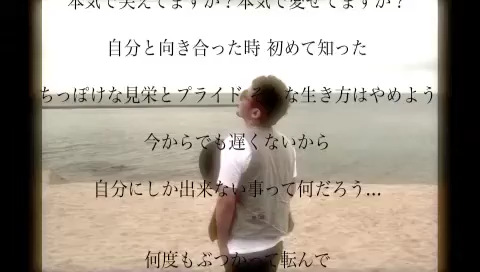 本気で笑えてますか？本気で愛せてますか？
自分と向き合った時 初めて知った
ちっぽけな見栄とプライド そんな生き方はやめよう
今からでも遅くないから
自分にしか出来ない事って何だろう…
何度もぶつかって転んで